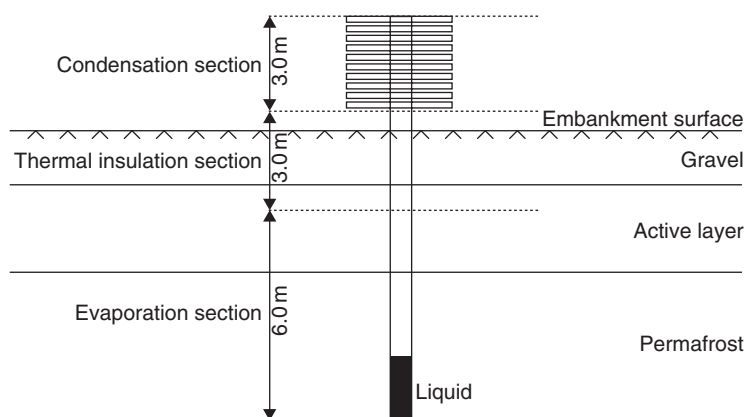 Condensation section
3.0 m
Embankment surface
Thermal insulation section
3.0 m
Gravel
Active layer
Evaporation section
6.0 m
Permafrost
Liquid